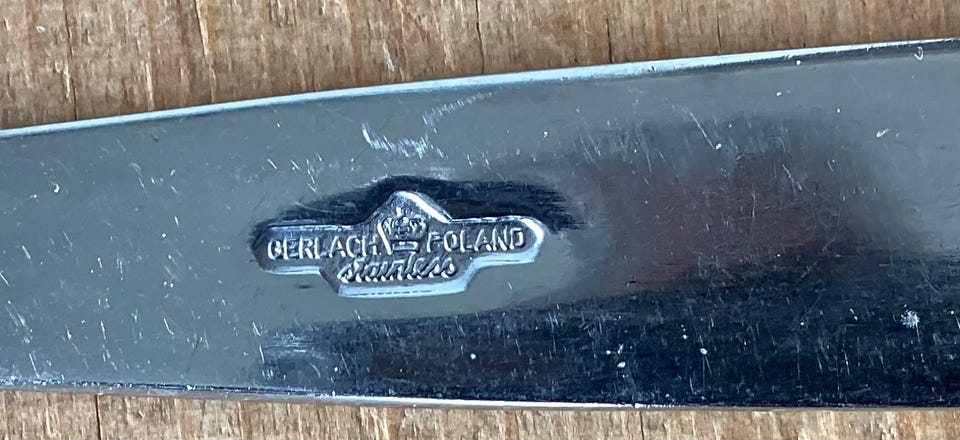 GERLACH POLAND
stainless